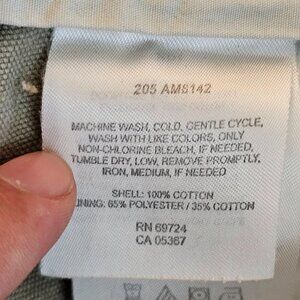 205 AM8142
MACHINE WASH, COLD, GENTLE CYCLE,
WASH WITH LIKE COLORS, ONLY
NON-CHLORINE BLEACH, IF NEEDED,
TUMBLE DRY, LOW, REMOVE PROMPTLY,
IRON, MEDIUM, IF NEEDED
SHELL: 100% COTTON
LINING: 65% POLYESTER / 35% COTTON
RN 69724
CA 05367